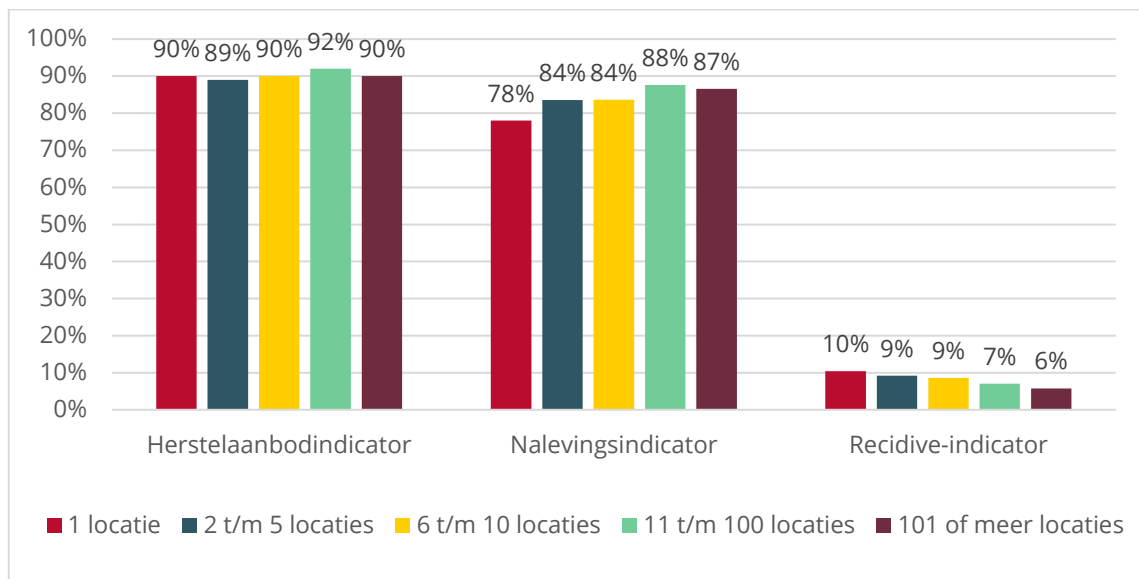 100%
90%
80%
70%
60%
50%
40%
30%
20%
10%
0%
90% 89% 90% 92% 90%
78% 84% 84% 88% 87%
10% 9% 9% 7% 6%
Herstelaanbodindicator Nalevingsindicator Recidive-indicator
1 locatie 2 t/m 5 locaties 6 t/m 10 locaties 11 t/m 100 locaties 101 of meer locaties